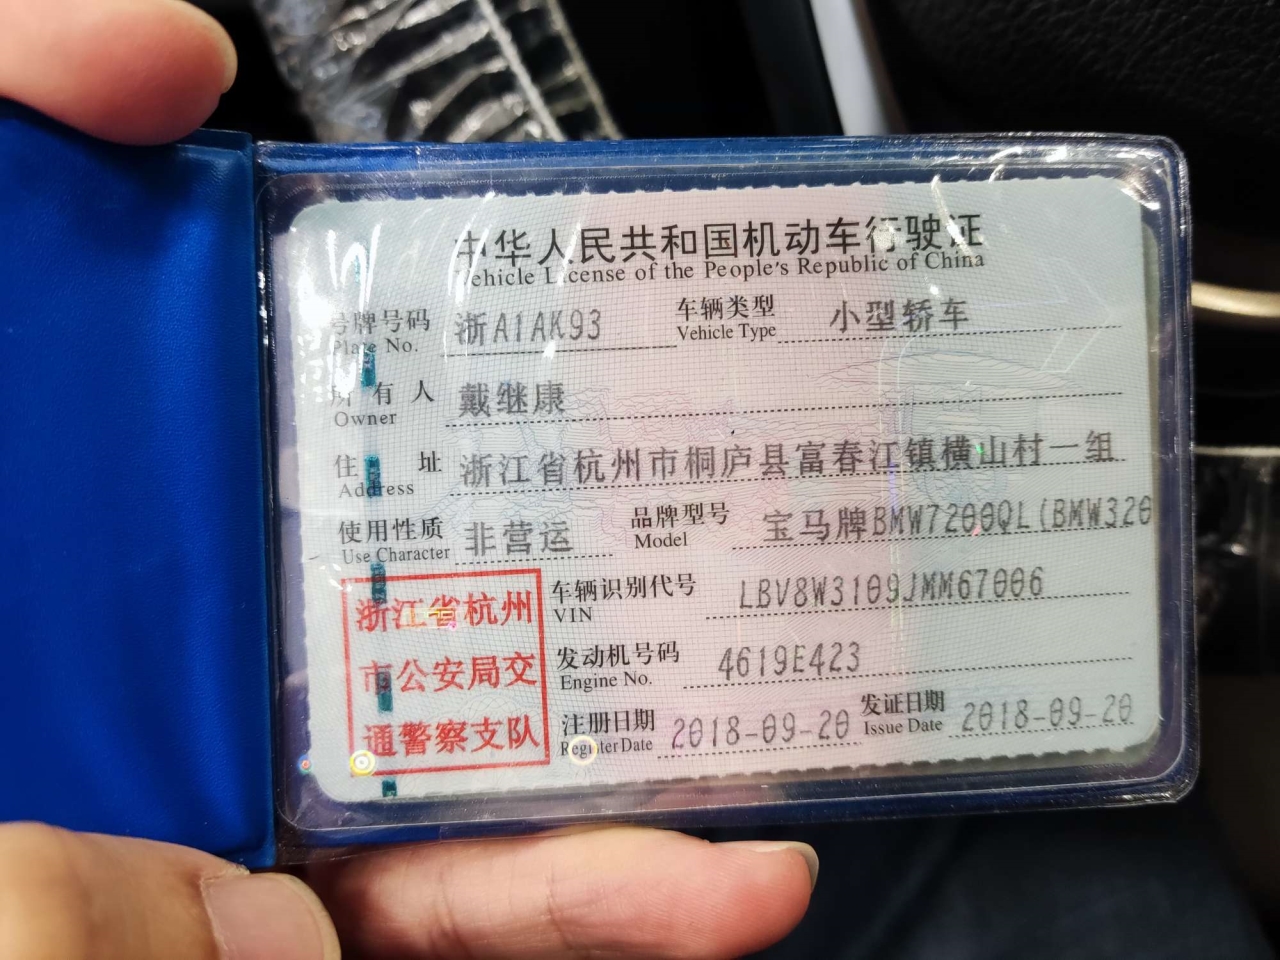 中华人民共和国机动车行驶证
Vehicle License of the People's Republic of China
号牌号码 浙A1AK93 车辆类型 小型轿车
Plate No. Vehicle Type
所有人 戴继康
Owner
住址 浙江省杭州市桐庐县富春江镇横山村一组
Address
使用性质 非营运 品牌型号 宝马牌BMW7200QL(BMW320
Use Character Model
浙江省杭州
市公安局交
通警察支队
车辆识别代号 LBV8W3109JMM67006
VIN
发动机号码 4619E423
Engine No.
注册日期 2018-09-20 发证日期 2018-09-20
Register Date Issue Date